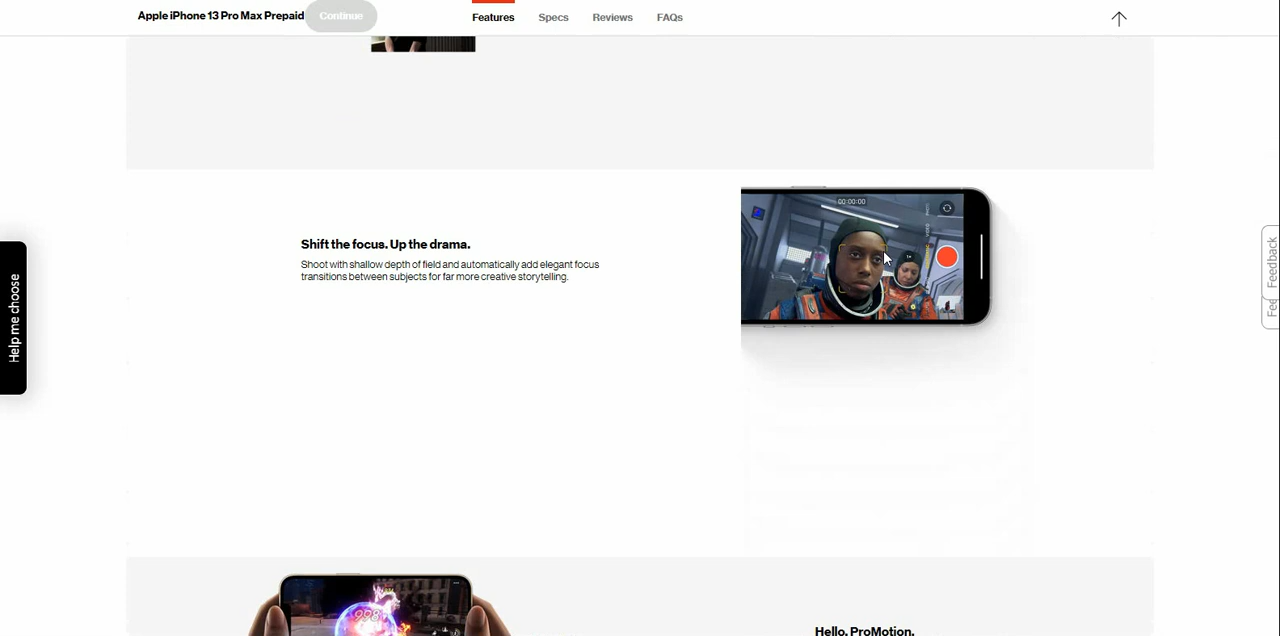 Apple iPhone 13 Pro Max Prepaid
Continue
Features
Specs
Reviews
FAQs
00:00:00
Shift the focus. Up the drama.
Shoot with shallow depth of field and automatically add elegant focus
transitions between subjects for far more creative storytelling.
Help me choose
Feedback
Fee
Hello, ProMotion.